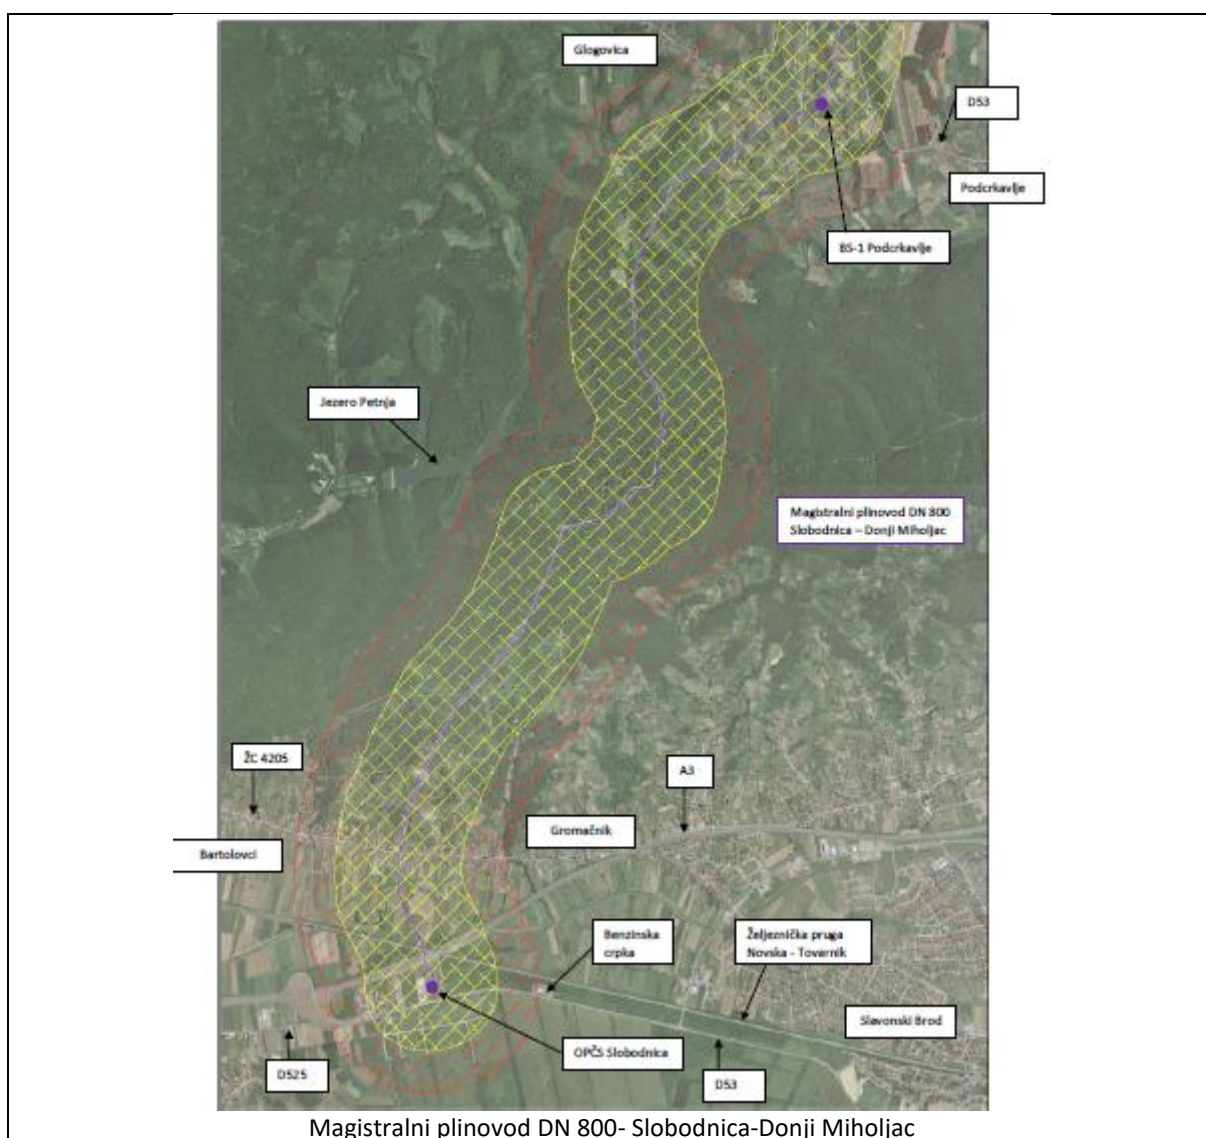 Glogovica
D53
Podcrkavlje
BS-1 Podcrkavlje
Jezero Petnja
Magistralni plinovod DN 800
Slobodnica – Donji Miholjac
ŽC 4205
A3
Gromačnik
Bartolovci
Benzinska
crpka
Željeznička pruga
Novska - Tovarnik
Slavonski Brod
OPČS Slobodnica
D525
D53
Magistralni plinovod DN 800- Slobodnica-Donji Miholjac